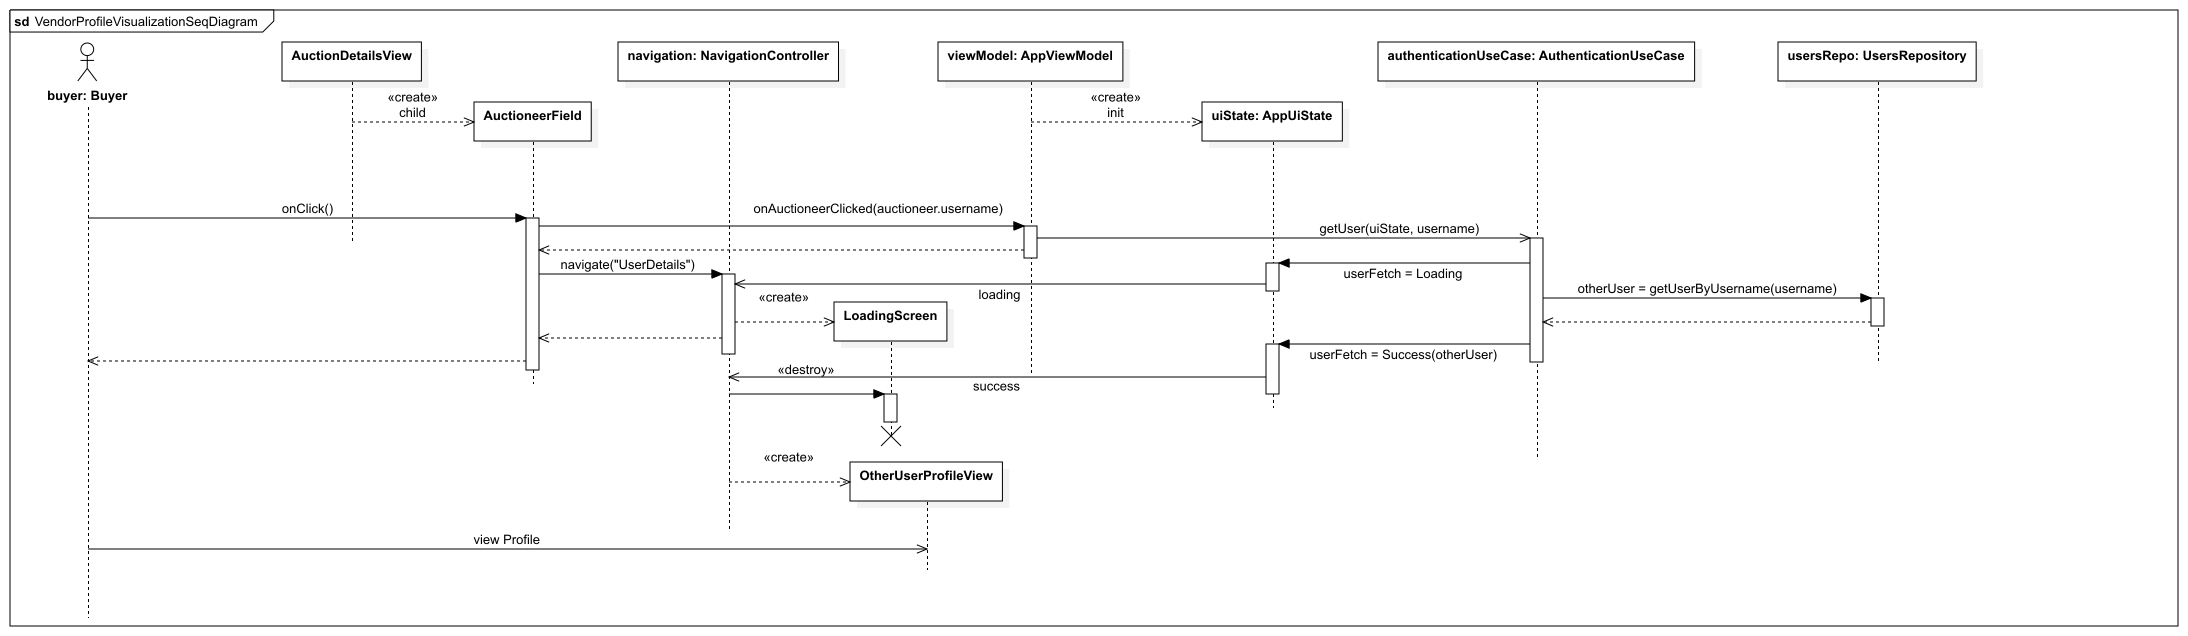 sd VendorProfileVisualizationSeqDiagram
buyer: Buyer
AuctionDetailsView
navigation: NavigationController
viewModel: AppViewModel
authenticationUseCase: AuthenticationUseCase
usersRepo: UsersRepository
«create»
child
AuctioneerField
«create»
init
uiState: AppUiState
onClick()
onAuctioneerClicked(auctioneer.username)
getUser(uiState, username)
navigate("UserDetails")
userFetch = Loading
loading
otherUser = getUserByUsername(username)
«create»
LoadingScreen
userFetch = Success(otherUser)
«destroy»
success
«create»
OtherUserProfileView
view Profile